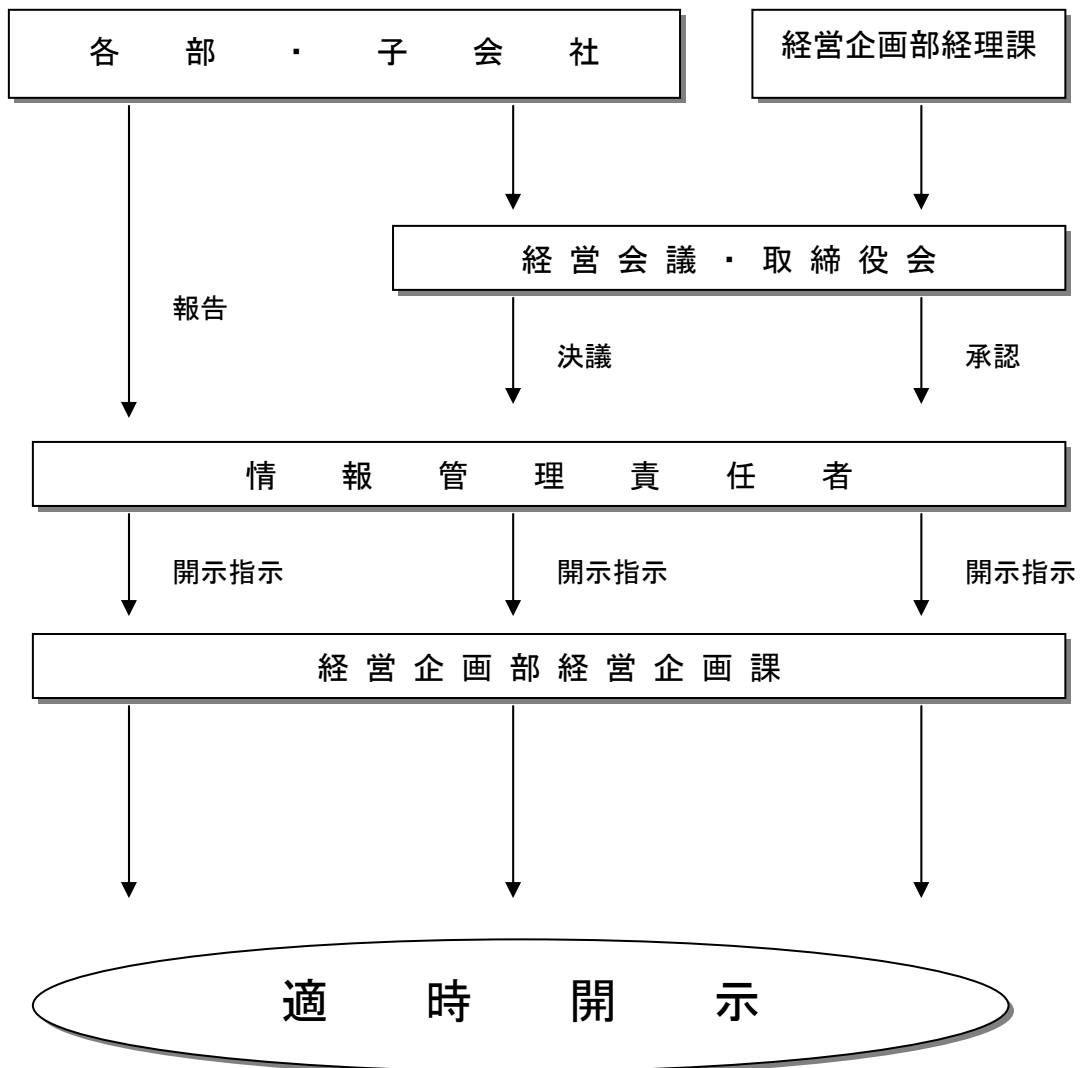 各部・子会社
経営企画部経理課
経営会議・取締役会
報告
決議
承認
情報管理責任者
開示指示
開示指示
開示指示
経営企画部経営企画課
適時開示